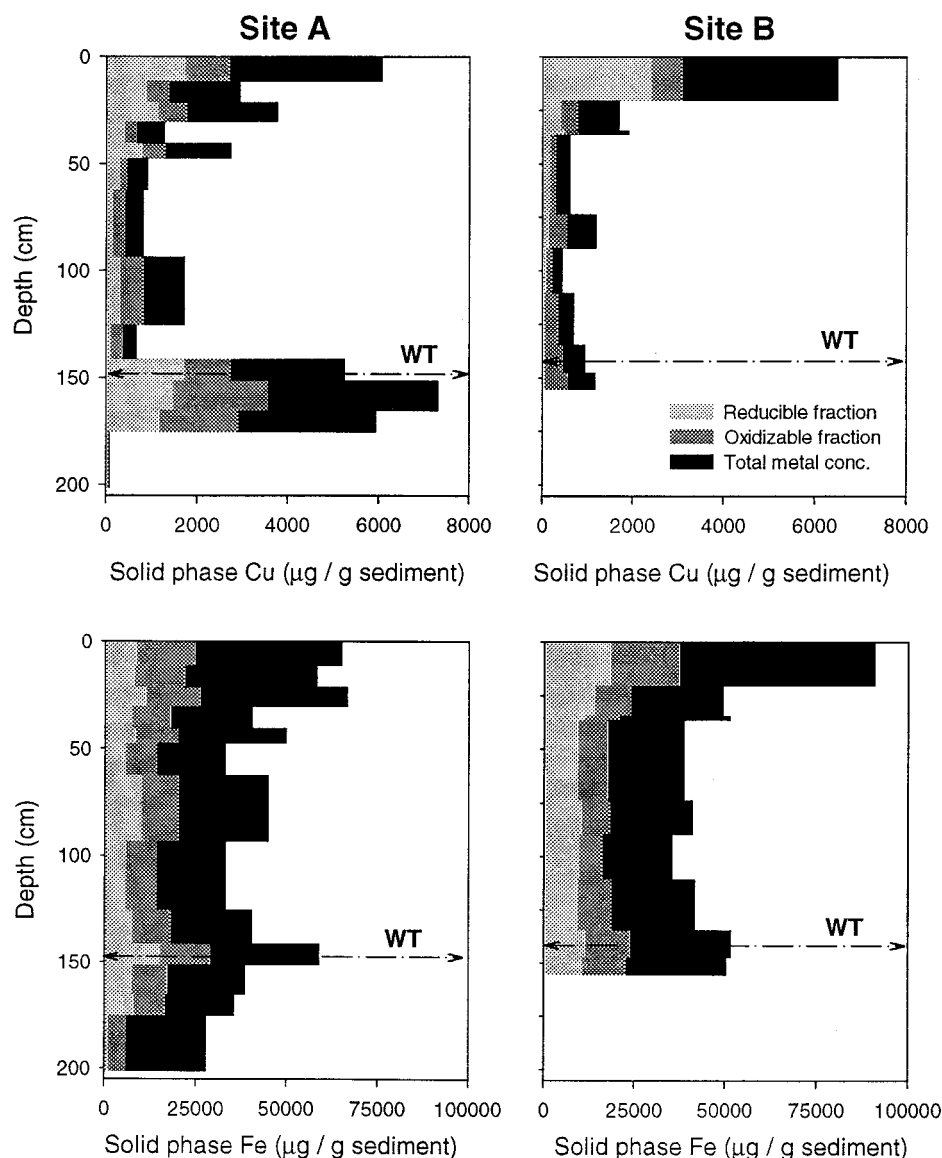 Site A
Site B
0
50
100
150
200
Depth (cm)
WT
WT
Reducible fraction
Oxidizable fraction
Total metal conc.
0 2000 4000 6000 8000
0 2000 4000 6000 8000
Solid phase Cu (μg / g sediment)
Solid phase Cu (μg / g sediment)
0
50
100
150
200
Depth (cm)
WT
WT
0 25000 50000 75000 100000
0 25000 50000 75000 100000
Solid phase Fe (μg / g sediment)
Solid phase Fe (μg / g sediment)